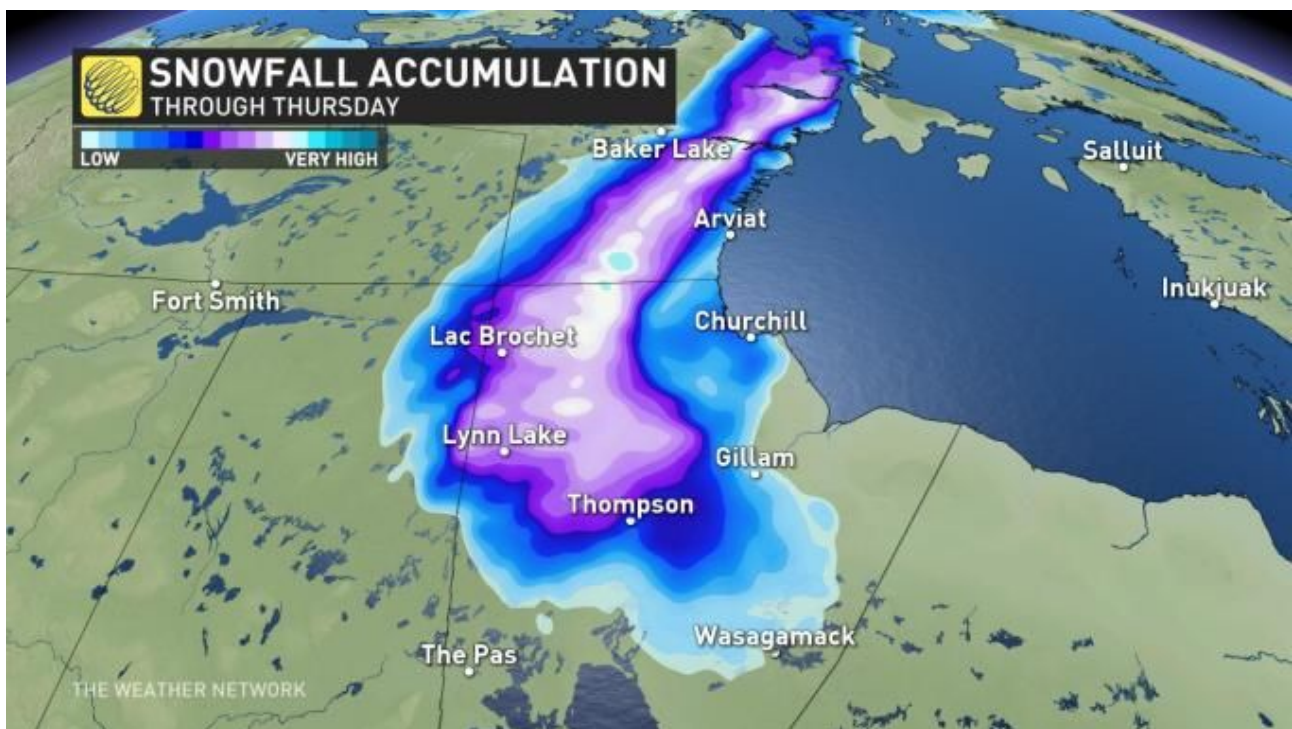 SNOWFALL ACCUMULATION
THROUGH THURSDAY
LOW
VERY HIGH
Baker Lake
Salluit
Arviat
Fort Smith
Inukjuak
Churchill
Lac Brochet
Lynn Lake
Gillam
Thompson
Wasagamack
The Pas
THE WEATHER NETWORK